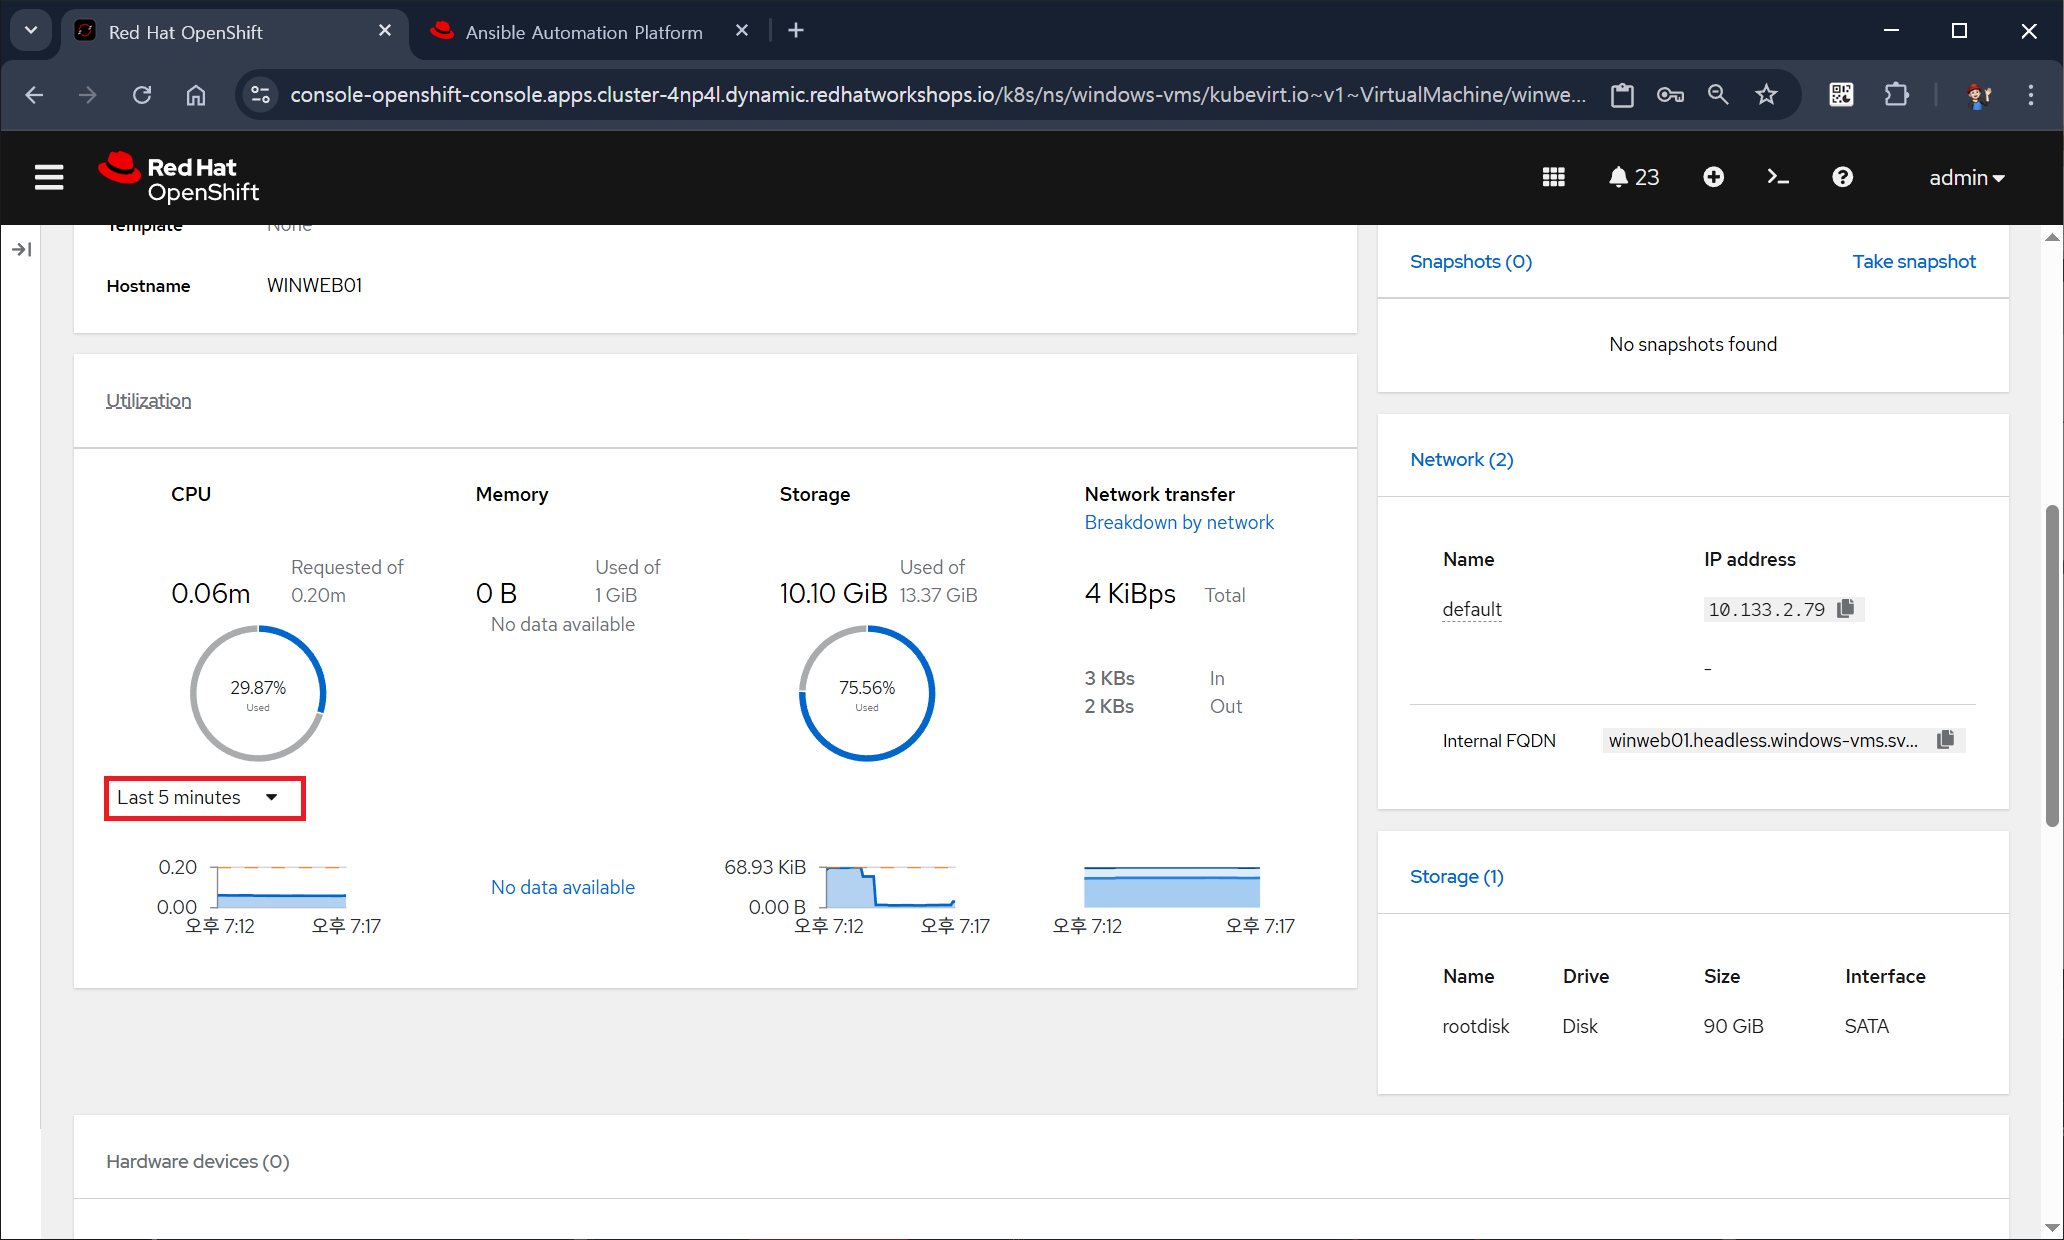 Red Hat OpenShift
Ansible Automation Platform
console-openshift-console.apps.cluster-4np4l.dynamic.redhatworkshops.io/k8s/ns/windows-vms/kubevirt.io~v1~VirtualMachine/winwe...
Red Hat
OpenShift
23
admin
Template None
Hostname WINWEB01
Utilization
CPU
0.06m
Requested of
0.20m
29.87%
Used
Memory
0 B
Used of
1 GiB
No data available
Storage
10.10 GiB
Used of
13.37 GiB
75.56%
Used
Network transfer
Breakdown by network
4 KiBps Total
3 KBs In
2 KBs Out
Last 5 minutes
0.20
0.00
오후 7:12 오후 7:17
No data available
68.93 KiB
0.00 B
오후 7:12 오후 7:17
오후 7:12 오후 7:17
Snapshots (0) Take snapshot
No snapshots found
Network (2)
Name IP address
default 10.133.2.79
-
Internal FQDN winweb01.headless.windows-vms.sv...
Storage (1)
Name Drive Size Interface
rootdisk Disk 90 GiB SATA
Hardware devices (0)